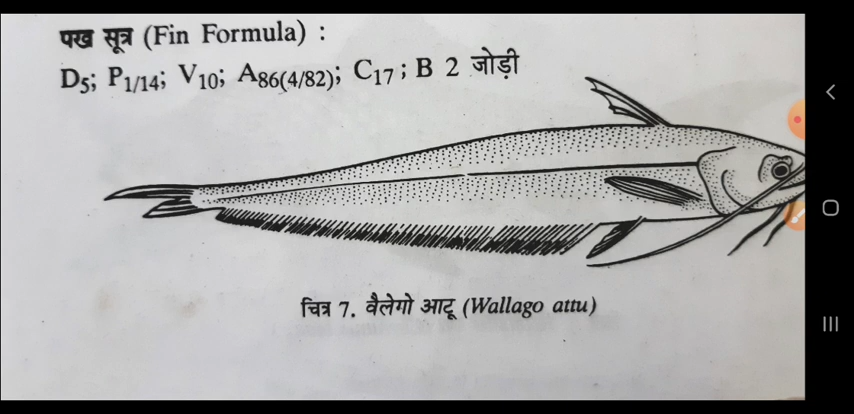 पख सूत्र (Fin Formula) :
D5; P1/14; V10; A86(4/82); C17 ; B 2 जोड़ी
चित्र 7. वैलेगो आटू (Wallago attu)